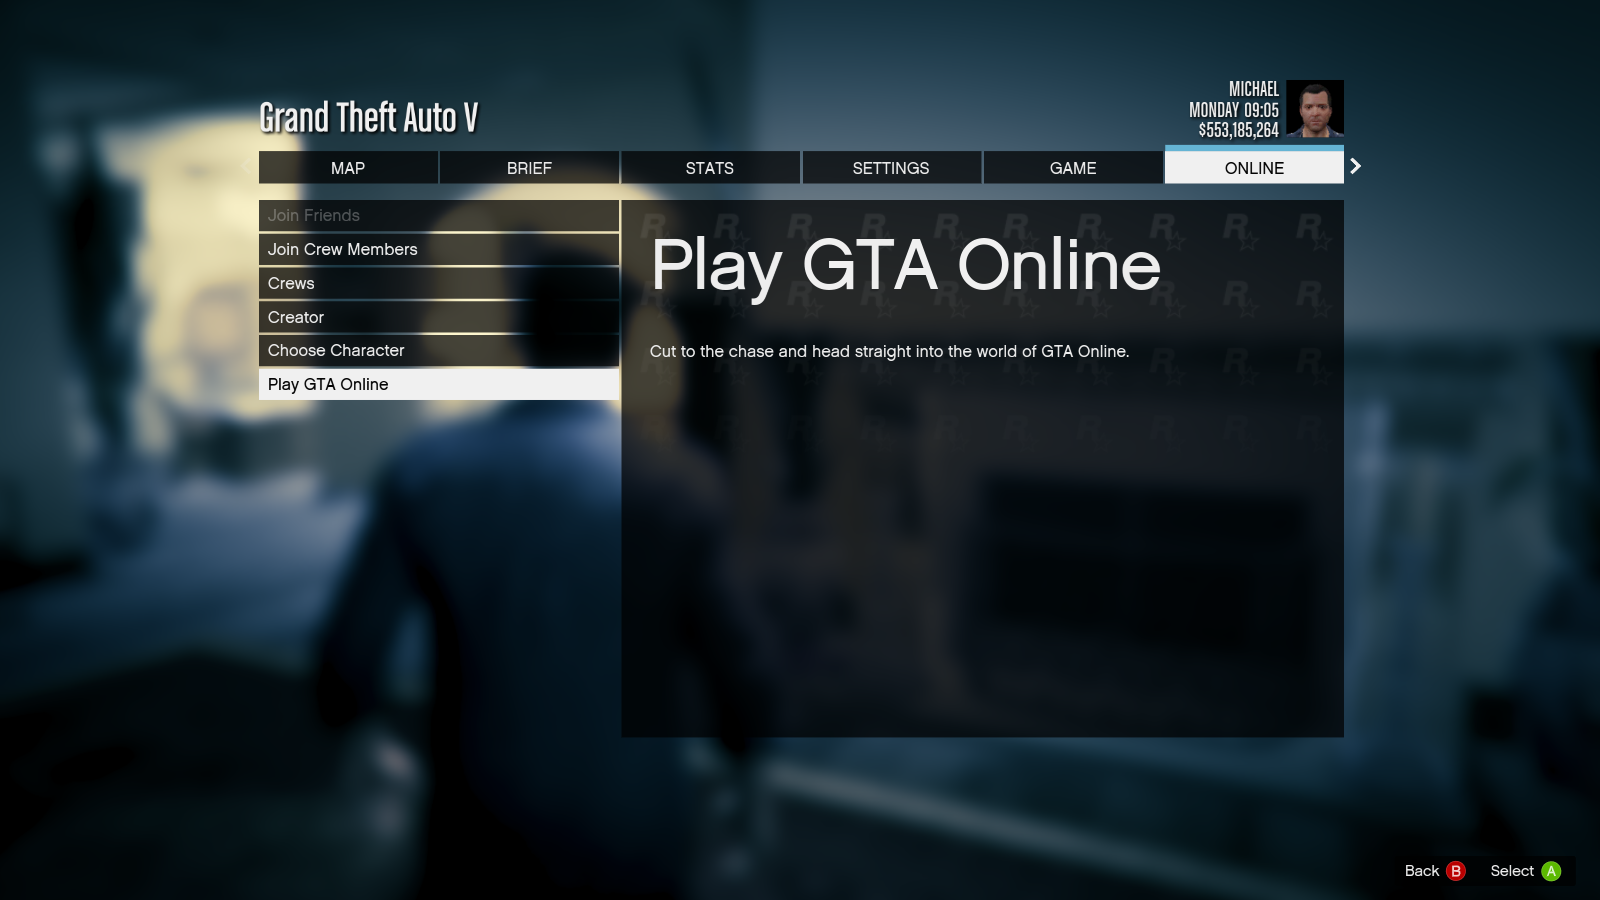 Grand Theft Auto V
MICHAEL
MONDAY 09:05
$553,185,264
MAP
BRIEF
STATS
SETTINGS
GAME
ONLINE
Join Friends
Join Crew Members
Crews
Creator
Choose Character
Play GTA Online
Play GTA Online
Cut to the chase and head straight into the world of GTA Online.
Back B Select A